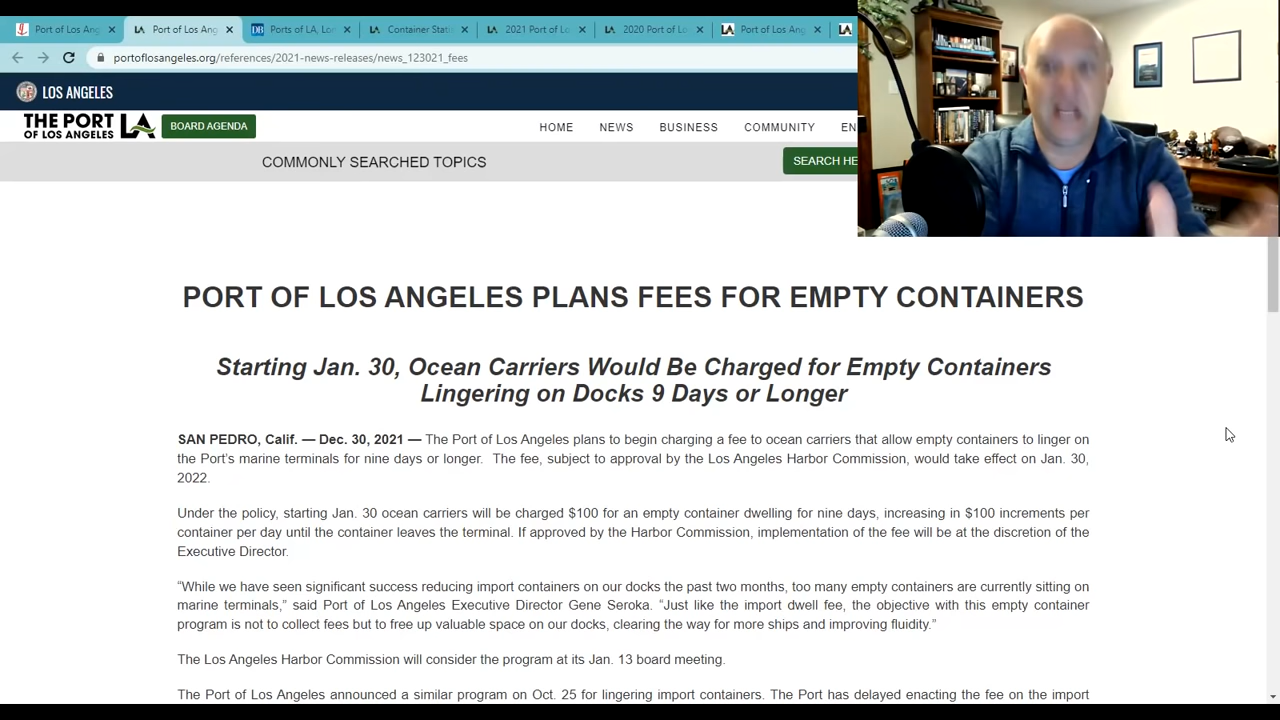 Port of Los Ang
Port of Los Ang
Ports of LA, Lon
Container Stati
2021 Port of Lo
2020 Port of Los
Port of Los Ang
portoflosangeles.org/references/2021-news-releases/news_123021_fees
LOS ANGELES
THE PORT
OF LOS ANGELES
LA
BOARD AGENDA
HOME NEWS BUSINESS COMMUNITY EN
COMMONLY SEARCHED TOPICS
SEARCH HE
PORT OF LOS ANGELES PLANS FEES FOR EMPTY CONTAINERS
Starting Jan. 30, Ocean Carriers Would Be Charged for Empty Containers
Lingering on Docks 9 Days or Longer
SAN PEDRO, Calif. — Dec. 30, 2021 — The Port of Los Angeles plans to begin charging a fee to ocean carriers that allow empty containers to linger on
the Port’s marine terminals for nine days or longer. The fee, subject to approval by the Los Angeles Harbor Commission, would take effect on Jan. 30,
2022.
Under the policy, starting Jan. 30 ocean carriers will be charged $100 for an empty container dwelling for nine days, increasing in $100 increments per
container per day until the container leaves the terminal. If approved by the Harbor Commission, implementation of the fee will be at the discretion of the
Executive Director.
“While we have seen significant success reducing import containers on our docks the past two months, too many empty containers are currently sitting on
marine terminals,” said Port of Los Angeles Executive Director Gene Seroka. “Just like the import dwell fee, the objective with this empty container
program is not to collect fees but to free up valuable space on our docks, clearing the way for more ships and improving fluidity.”
The Los Angeles Harbor Commission will consider the program at its Jan. 13 board meeting.
The Port of Los Angeles announced a similar program on Oct. 25 for lingering import containers. The Port has delayed enacting the fee on the import